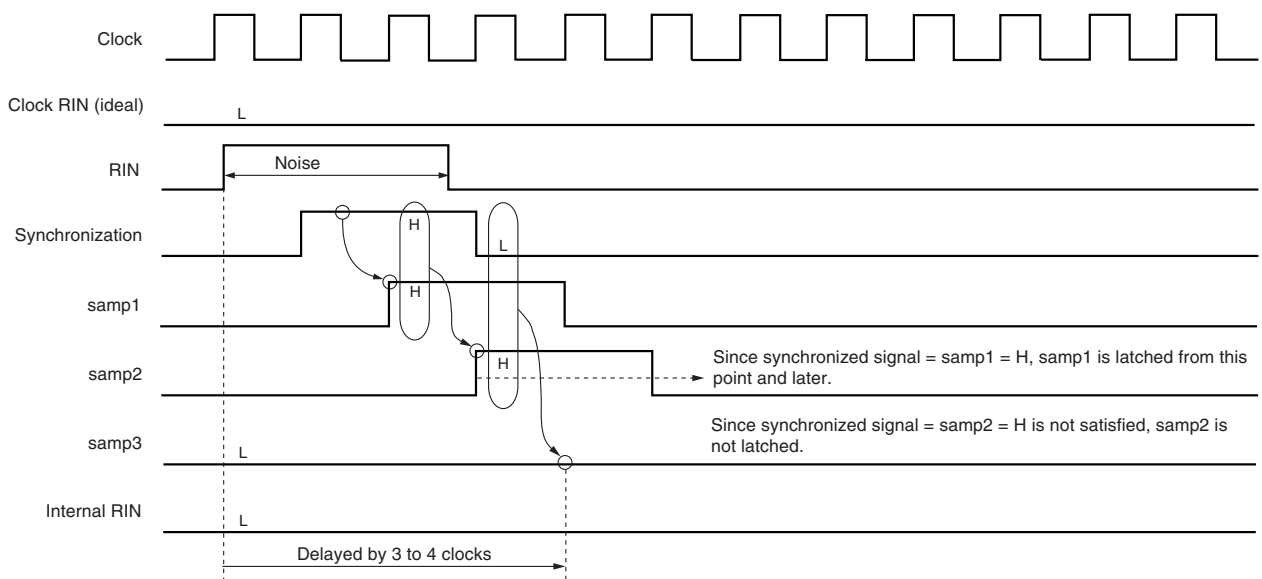 Clock
Clock RIN (ideal)
L
RIN
Noise
Synchronization
H
L
samp1
H
samp2
H
Since synchronized signal = samp1 = H, samp1 is latched from this
point and later.
samp3
L
Since synchronized signal = samp2 = H is not satisfied, samp2 is
not latched.
Internal RIN
L
Delayed by 3 to 4 clocks